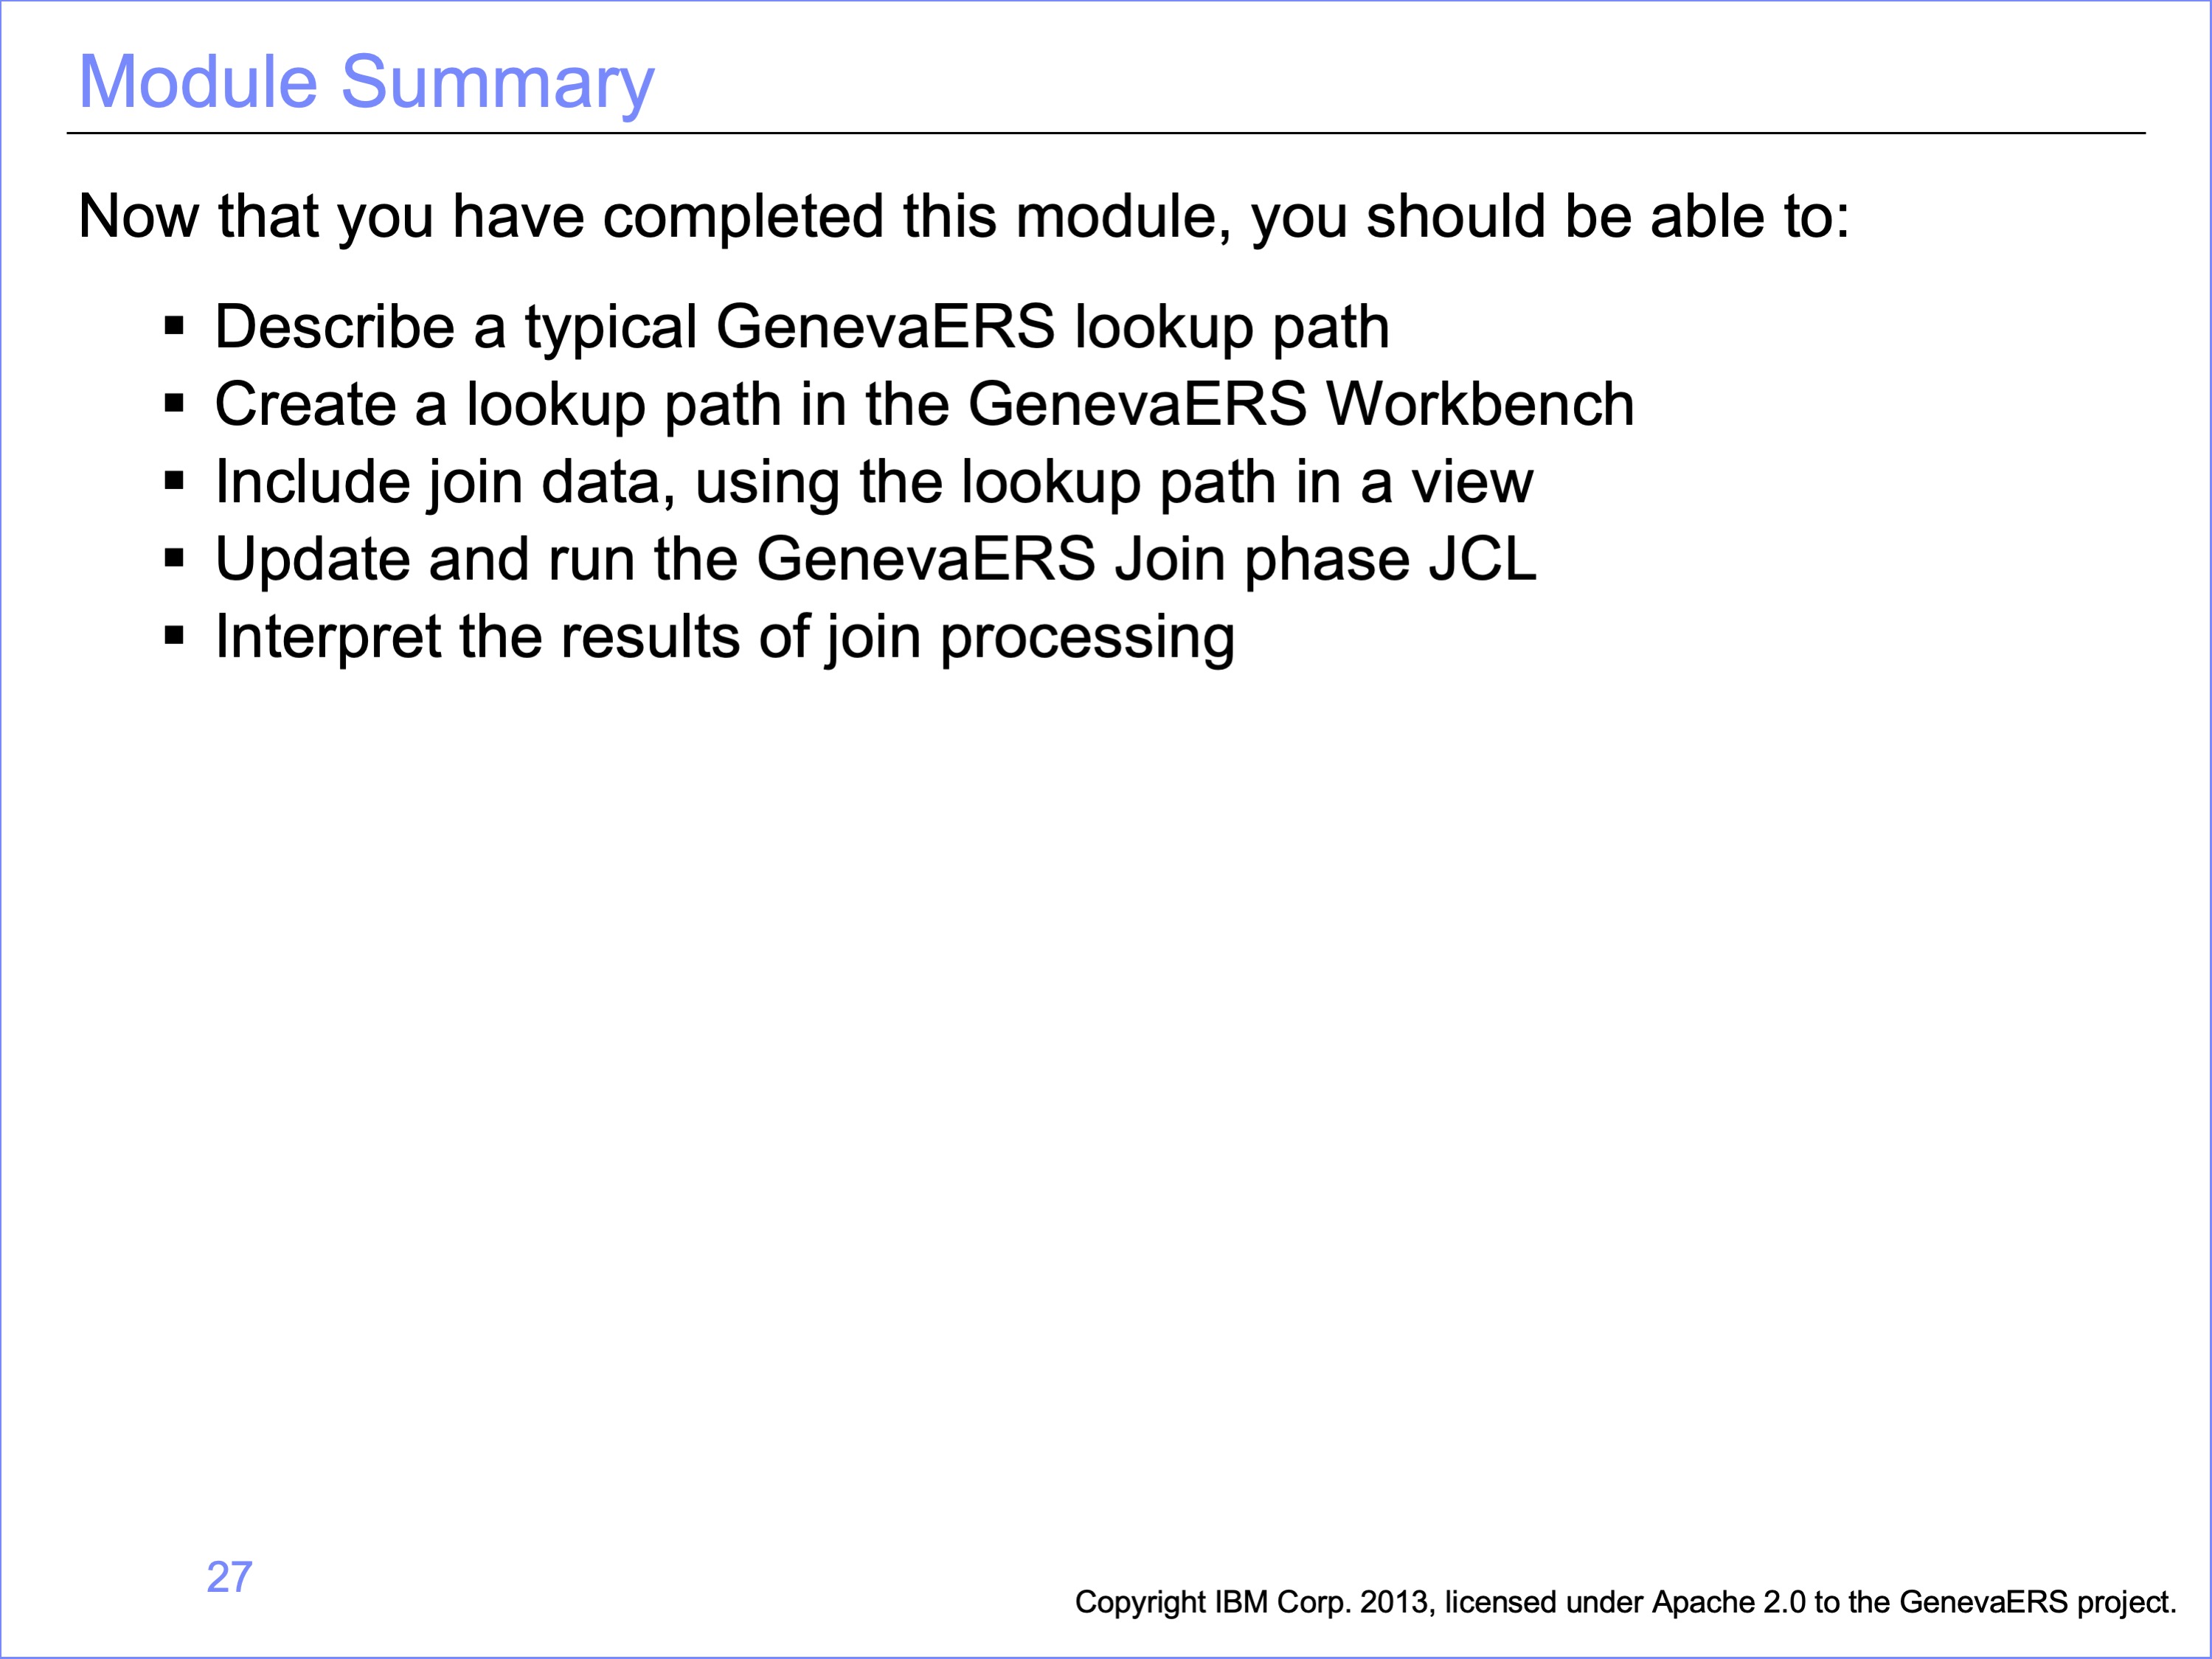 Module Summary
Now that you have completed this module, you should be able to:
▪ Describe a typical GenevaERS lookup path
▪ Create a lookup path in the GenevaERS Workbench
▪ Include join data, using the lookup path in a view
▪ Update and run the GenevaERS Join phase JCL
▪ Interpret the results of join processing
27
Copyright IBM Corp. 2013, licensed under Apache 2.0 to the GenevaERS project.